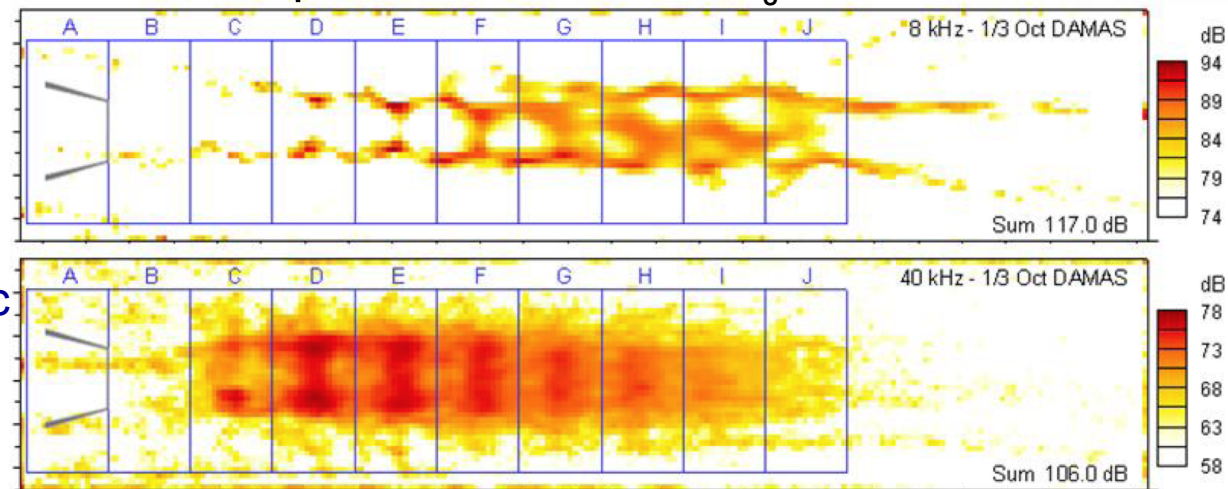 A B C D E F G H I J
8 kHz - 1/3 Oct DAMAS
dB
94
89
84
79
74
Sum 117.0 dB
A B C D E F G H I J
40 kHz - 1/3 Oct DAMAS
dB
C
78
73
68
63
58
Sum 106.0 dB